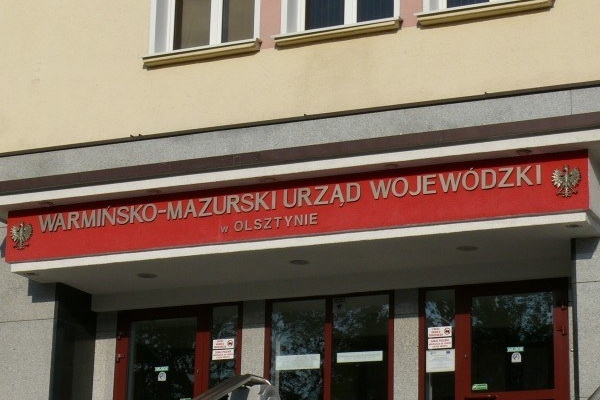 WARMIŃSKO-MAZURSKI URZĄD WOJEWÓDZKI
w OLSZTYNIE